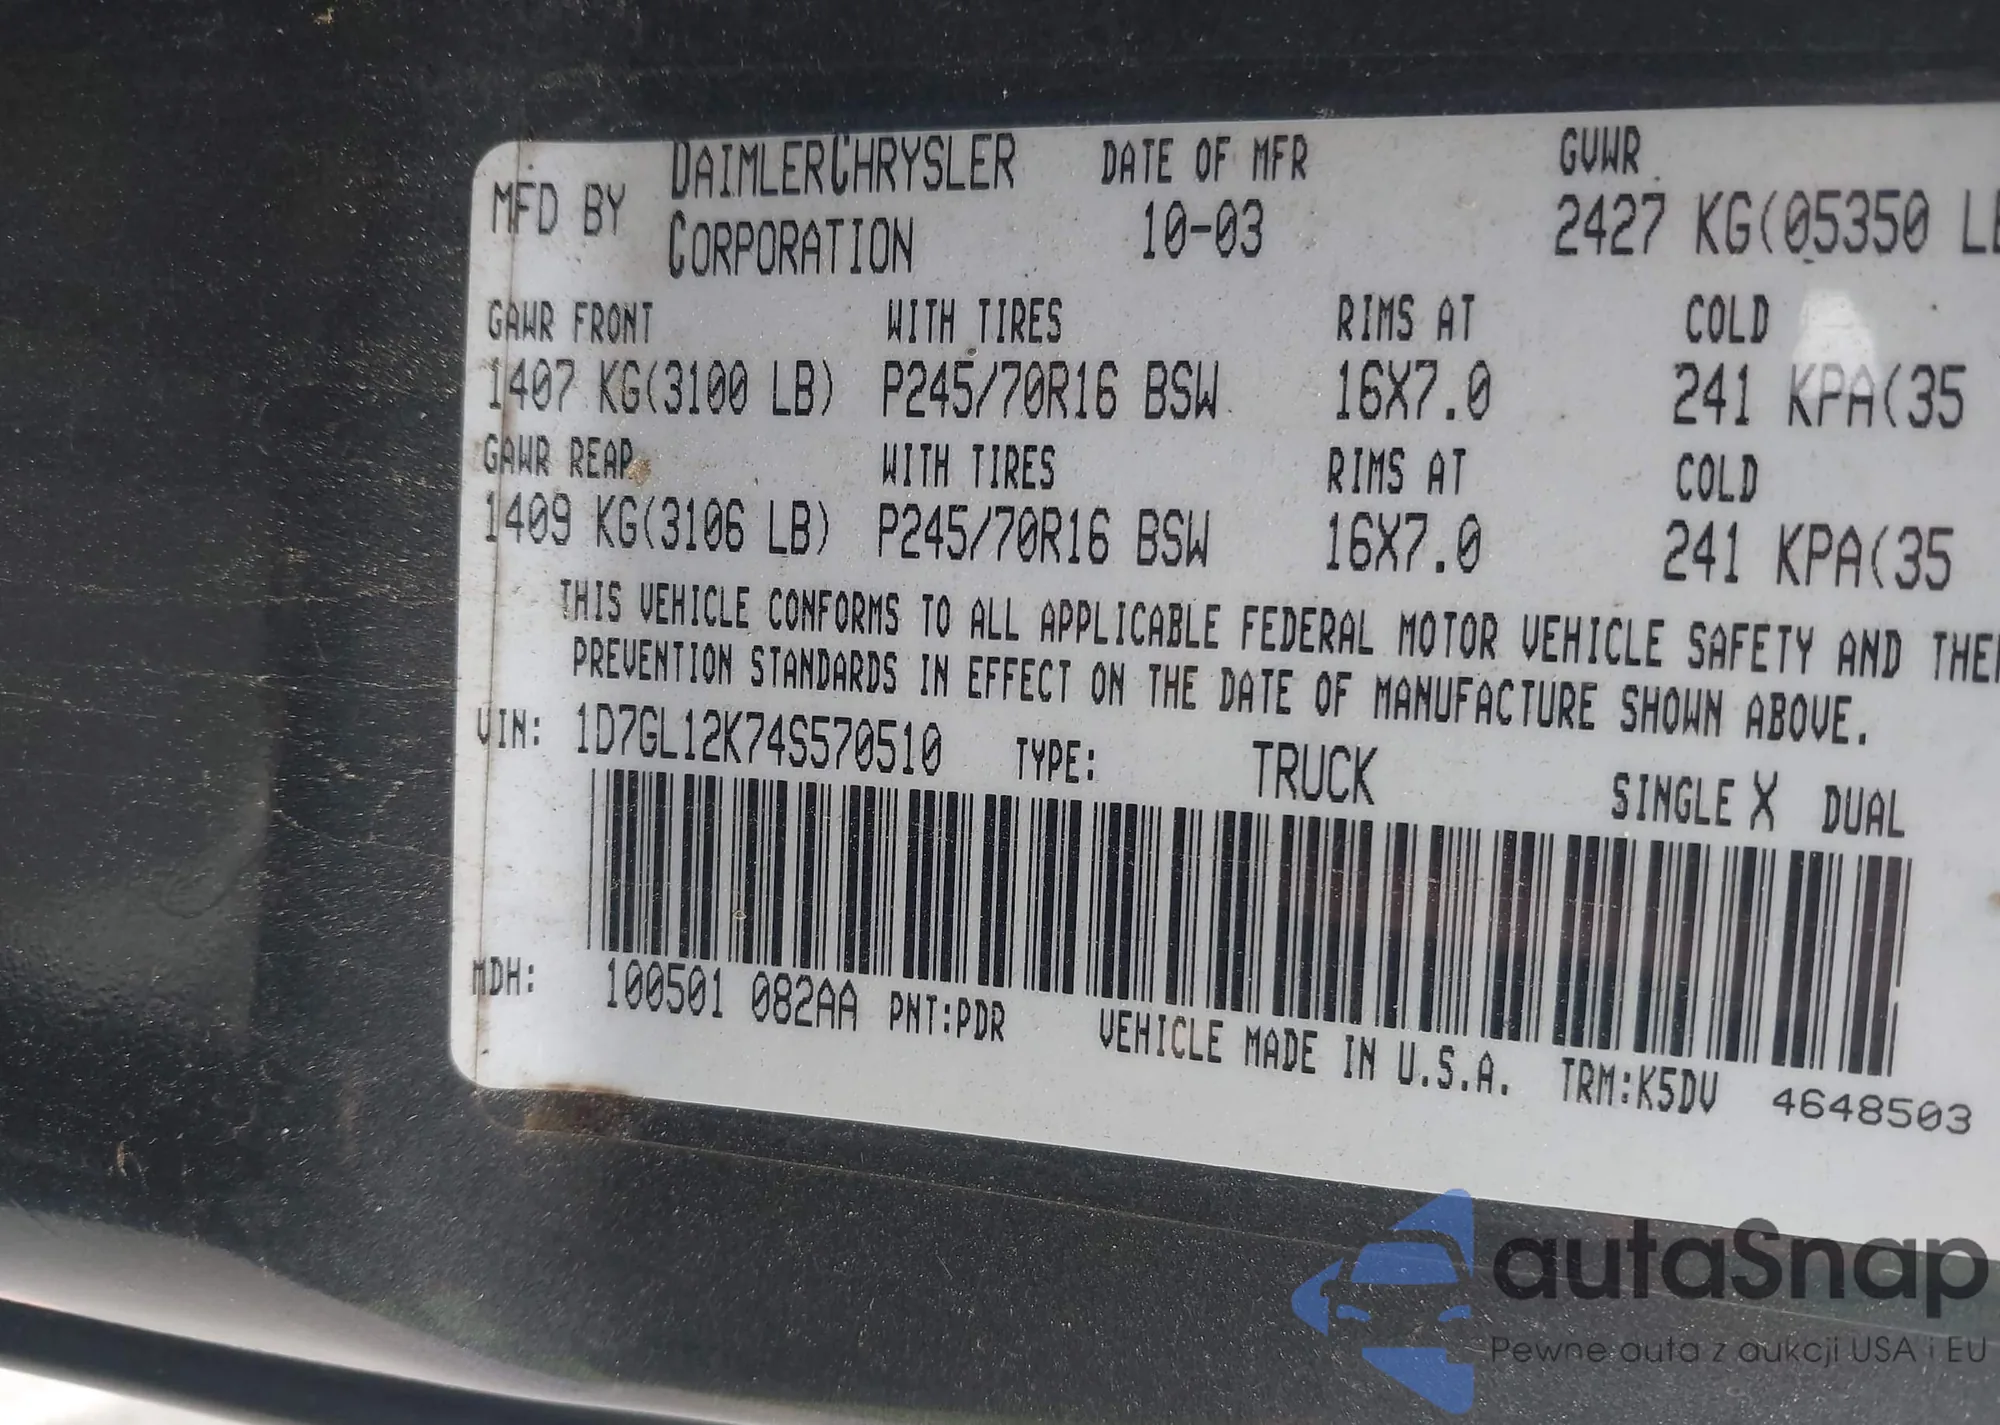 MFD BY DAIMLERCHRYSLER CORPORATION DATE OF MFR 10-03 GVWR 2427 KG(05350 LB
GAWR FRONT WITH TIRES RIMS AT COLD
1407 KG(3100 LB) P245/70R16 BSW 16X7.0 241 KPA(35
GAWR REAR WITH TIRES RIMS AT COLD
1409 KG(3106 LB) P245/70R16 BSW 16X7.0 241 KPA(35
THIS VEHICLE CONFORMS TO ALL APPLICABLE FEDERAL MOTOR VEHICLE SAFETY AND
PREVENTION STANDARDS IN EFFECT ON THE DATE OF MANUFACTURE SHOWN ABOVE.
VIN: 1D7GL12K74S570510 TYPE: TRUCK SINGLE X DUAL
MDH: 100501 082AA PNT:PDR VEHICLE MADE IN U.S.A. TRM:K5DV 4648503
autaSnap
Pewne auta z aukcji USA i EU